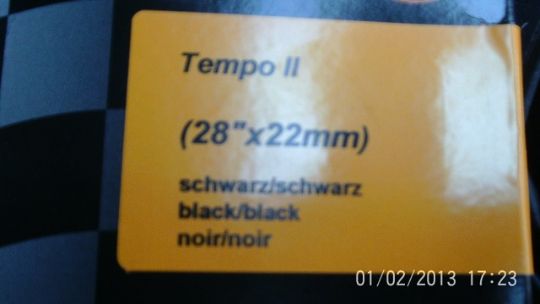 Tempo II
(28"x22mm)
schwarz/schwarz
black/black
noir/noir
01/02/2013 17:23